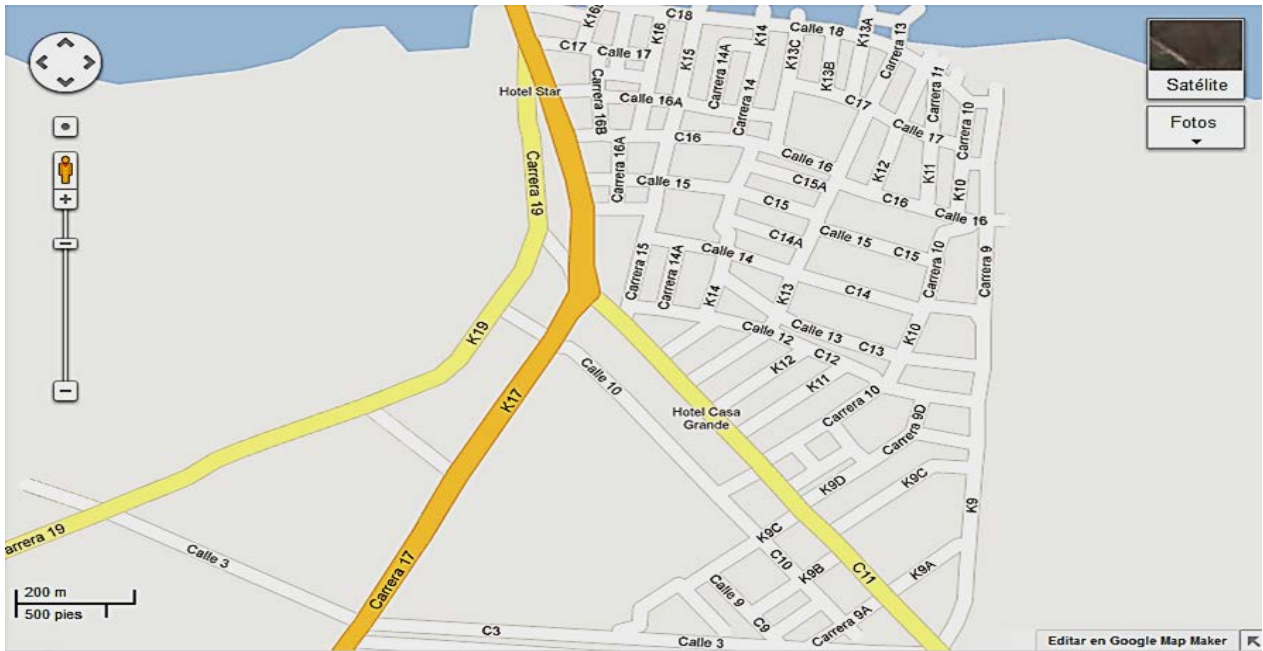 C18
K16B
K16
K14
Calle 18
K13A
Carrera 13
C17
Calle 17
K15
Carrera 14A
K13C
K13B
Carrera 11
Satélite
Hotel Star
Carrera 16B
Calle 16A
Carrera 14
C17
Calle 17
Carrera 10
Fotos
C16
Carrera 19
Carrera 16A
Calle 15
Calle 16
C15A
K12
K11
K10
C16
Calle 16
C15
C14A
Calle 15
C15
Carrera 10
Carrera 9
Carrera 15
Carrera 14A
Calle 14
K14
K13
C14
K19
Calle 12
Calle 13
C13
K10
C12
Calle 10
K12
K11
K17
Hotel Casa
Grande
Carrera 10
Carrera 9D
K9D
K9C
K9
Carrera 19
K9C
Calle 3
C10
K9B
C11
K9A
Carrera 17
Calle 9
C9
Carrera 9A
200 m
500 pies
C3
Calle 3
Editar en Google Map Maker